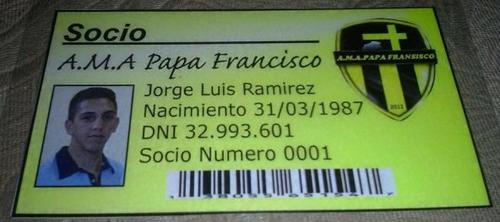 Socio
A.M.A Papa Francisco
A.M.A.PAPA FRANSISCO
2013
Jorge Luis Ramirez
Nacimiento 31/03/1987
DNI 32.993.601
Socio Numero 0001